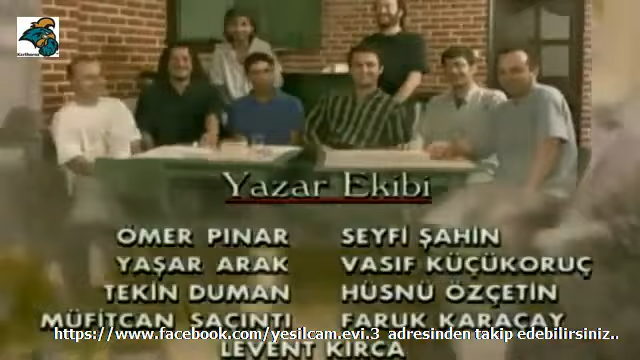 Yazar Ekibi
ÖMER PINAR SEYFİ ŞAHİN
YAŞAR ARAK VASIF KÜÇÜKORUÇ
TEKİN DUMAN HÜSNÜ ÖZÇETİN
MÜFİTCAN SAÇINTI FARUK KARAÇAY
https://www.facebook.com/yesilcam.evi.3 adresinden takip edebilirsiniz..
LEVENT KIRCA